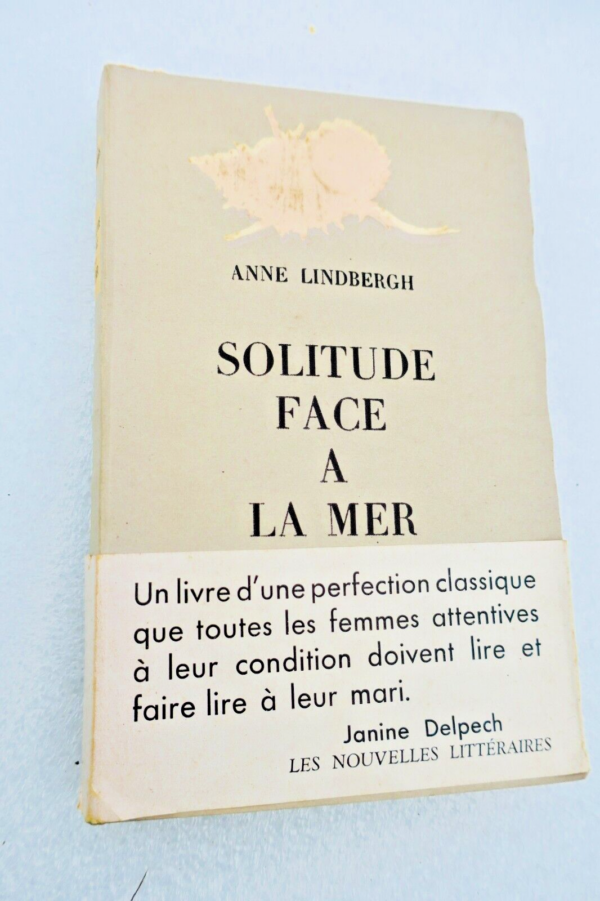 ANNE LINDBERGH
SOLITUDE
FACE
A
LA MER
Un livre d'une perfection classique
que toutes les femmes attentives
à leur condition doivent lire et
faire lire à leur mari.
Janine Delpech
LES NOUVELLES LITTÉRAIRES